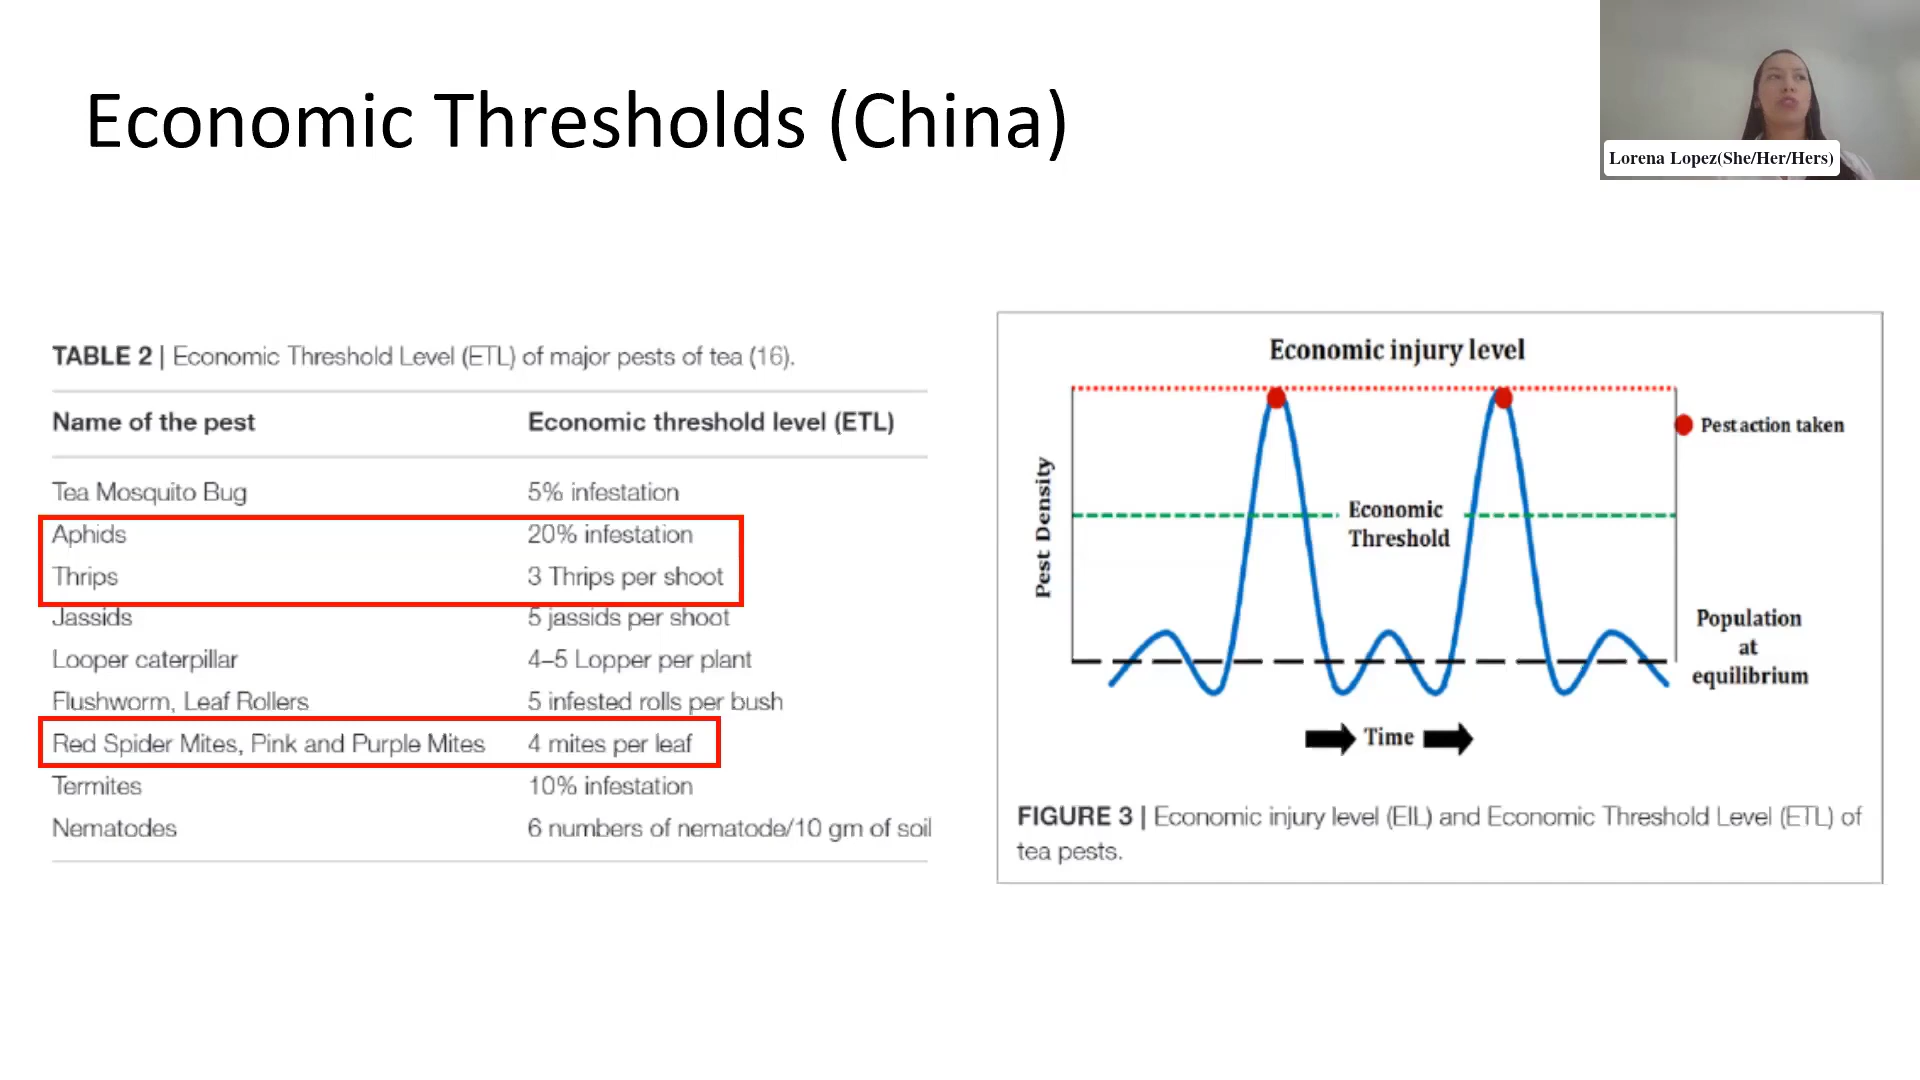 Economic Thresholds (China)
Lorena Lopez(She/Her/Hers)
TABLE 2 | Economic Threshold Level (ETL) of major pests of tea (16).
Name of the pest Economic threshold level (ETL)
Tea Mosquito Bug 5% infestation
Aphids 20% infestation
Thrips 3 Thrips per shoot
Jassids 5 jassids per shoot
Looper caterpillar 4–5 Lopper per plant
Flushworm, Leaf Rollers 5 infested rolls per bush
Red Spider Mites, Pink and Purple Mites 4 mites per leaf
Termites 10% infestation
Nematodes 6 numbers of nematode/10 gm of soil
Economic injury level
Pest action taken
Pest Density
Economic
Threshold
Population
at
equilibrium
Time
FIGURE 3 | Economic injury level (EIL) and Economic Threshold Level (ETL) of
tea pests.